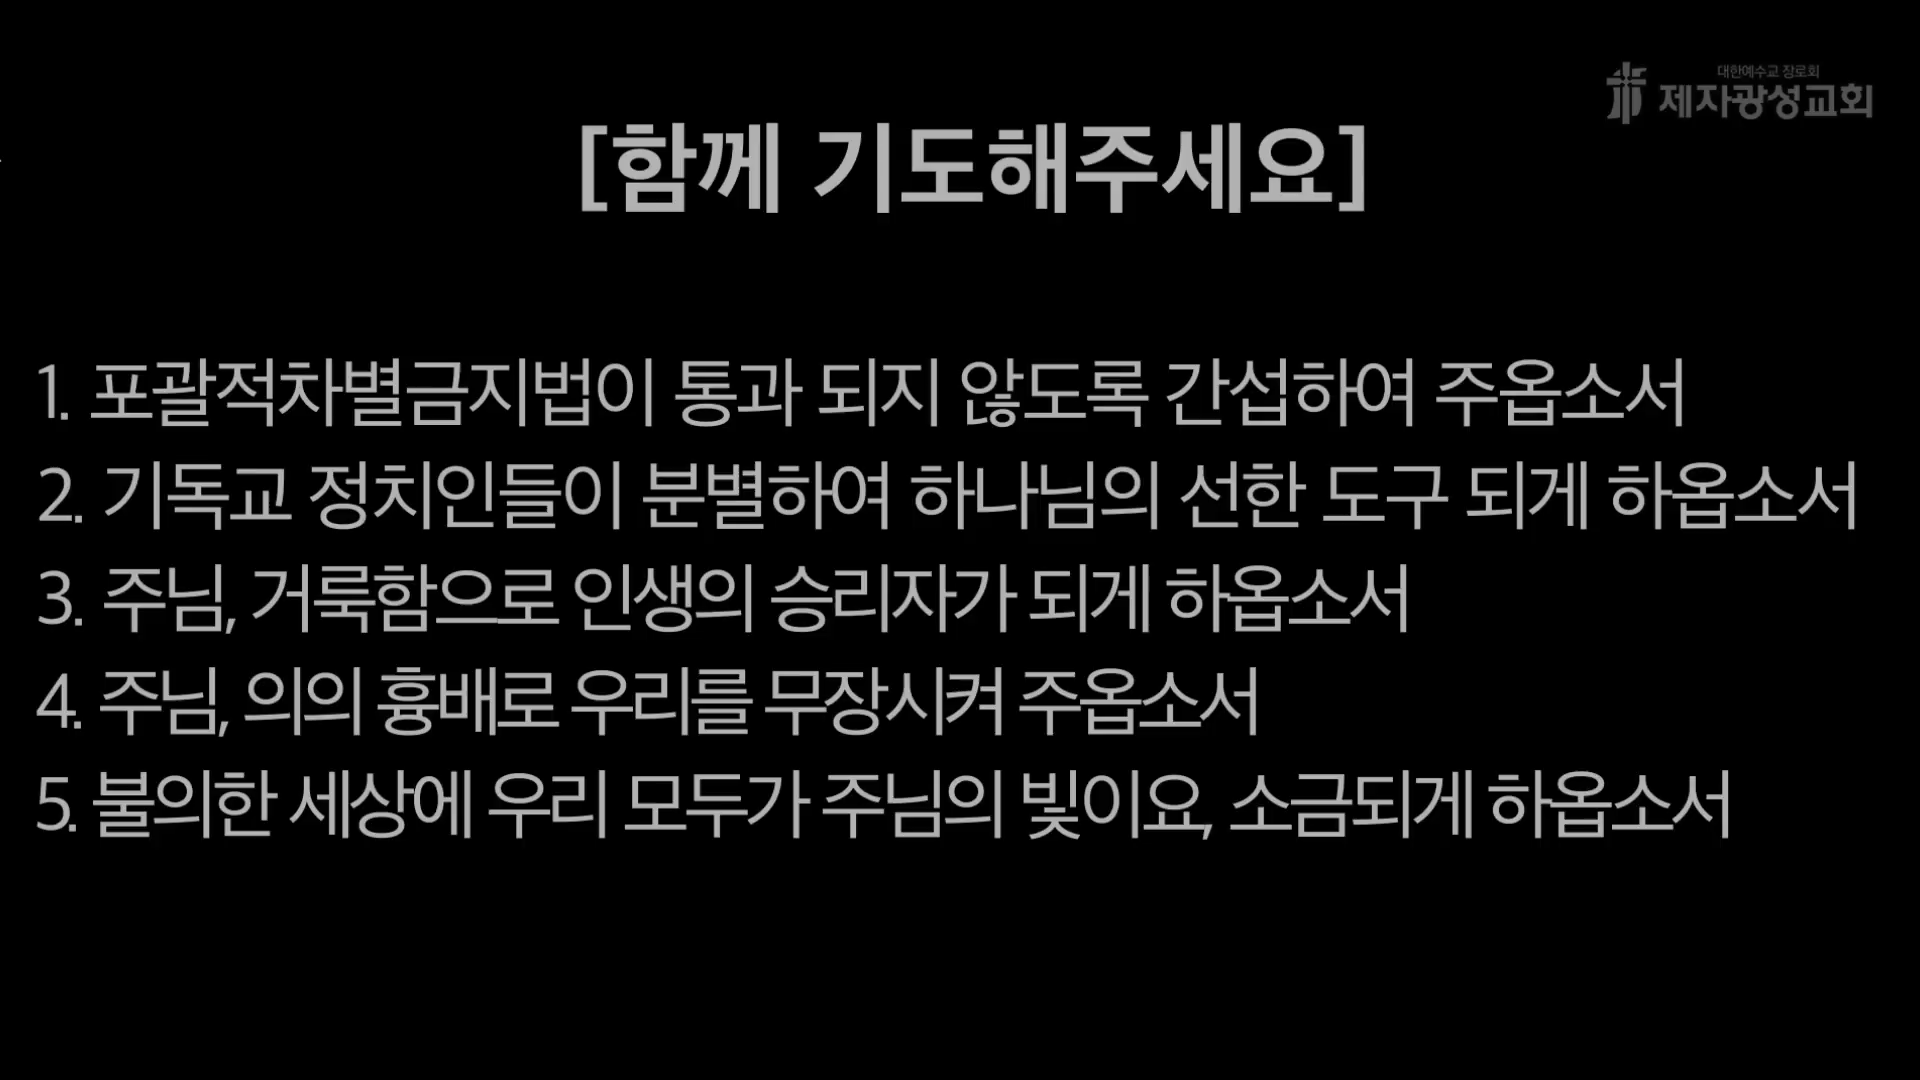 대한예수교 장로회
제자광성교회
[함께 기도해주세요]
1. 포괄적차별금지법이 통과 되지 않도록 간섭하여 주옵소서
2. 기독교 정치인들이 분별하여 하나님의 선한 도구 되게 하옵소서
3. 주님, 거룩함으로 인생의 승리자가 되게 하옵소서
4. 주님, 의의 흉배로 우리를 무장시켜 주옵소서
5. 불의한 세상에 우리 모두가 주님의 빛이요, 소금되게 하옵소서